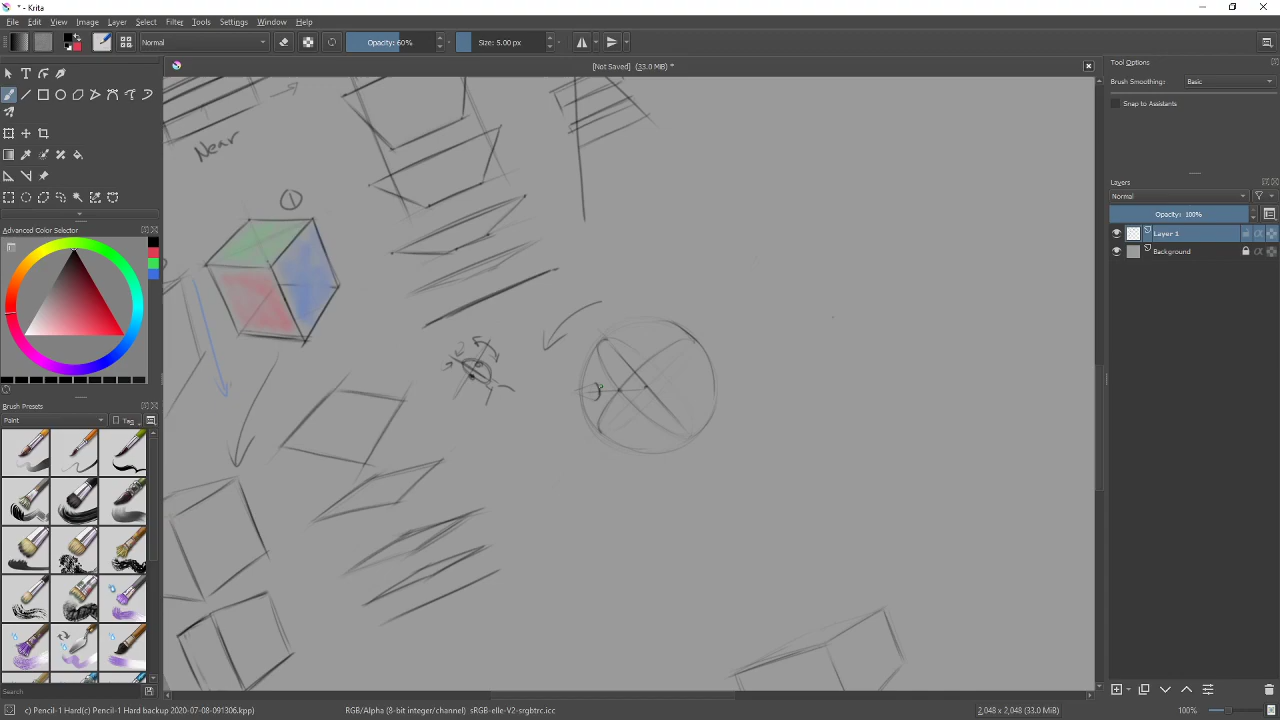 * - Krita
File Edit View Image Layer Select Filter Tools Settings Window Help
Normal Opacity: 60% Size: 5.00 px
[Not Saved] (33.0 MiB) *
Tool Options
Brush Smoothing: Basic
Snap to Assistants
Near
1
Layers
Normal
Opacity: 100%
Layer 1
Background
Advanced Color Selector
Brush Presets
Paint Tag
Search
c) Pencil-1 Hard(c) Pencil-1 Hard backup 2020-07-08-091306.kpp) RGB/Alpha (8-bit integer/channel) sRGB-elle-V2-srgbtrc.icc 2,048 x 2,048 (33.0 MiB) 100%